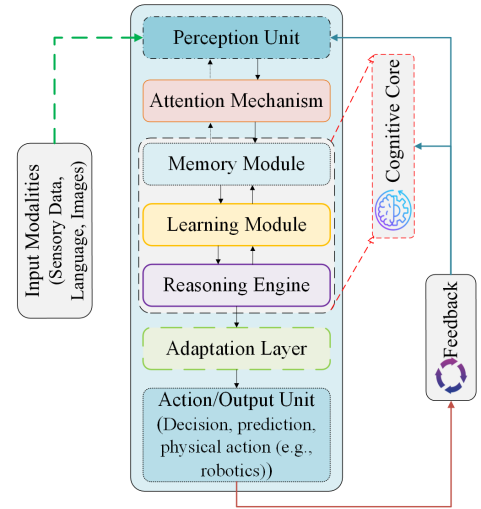 Perception Unit
Attention Mechanism
Memory Module
Learning Module
Reasoning Engine
Adaptation Layer
Action/Output Unit
(Decision, prediction,
physical action (e.g.,
robotics))
Input Modalities
(Sensory Data,
Language, Images)
Cognitive Core
Feedback